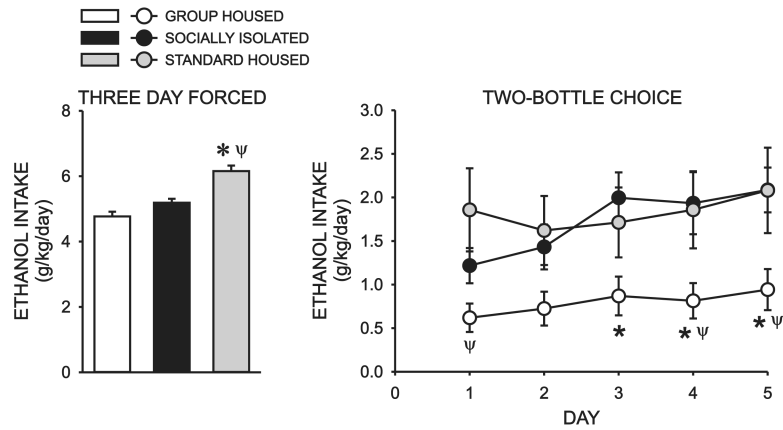 GROUP HOUSED
SOCIALLY ISOLATED
STANDARD HOUSED
THREE DAY FORCED
ETHANOL INTAKE
(g/kg/day)
8
6
4
2
0
* ψ
TWO-BOTTLE CHOICE
ETHANOL INTAKE
(g/kg/day)
3.0
2.5
2.0
1.5
1.0
0.5
0.0
ψ
*
* ψ
* ψ
0 1 2 3 4 5
DAY